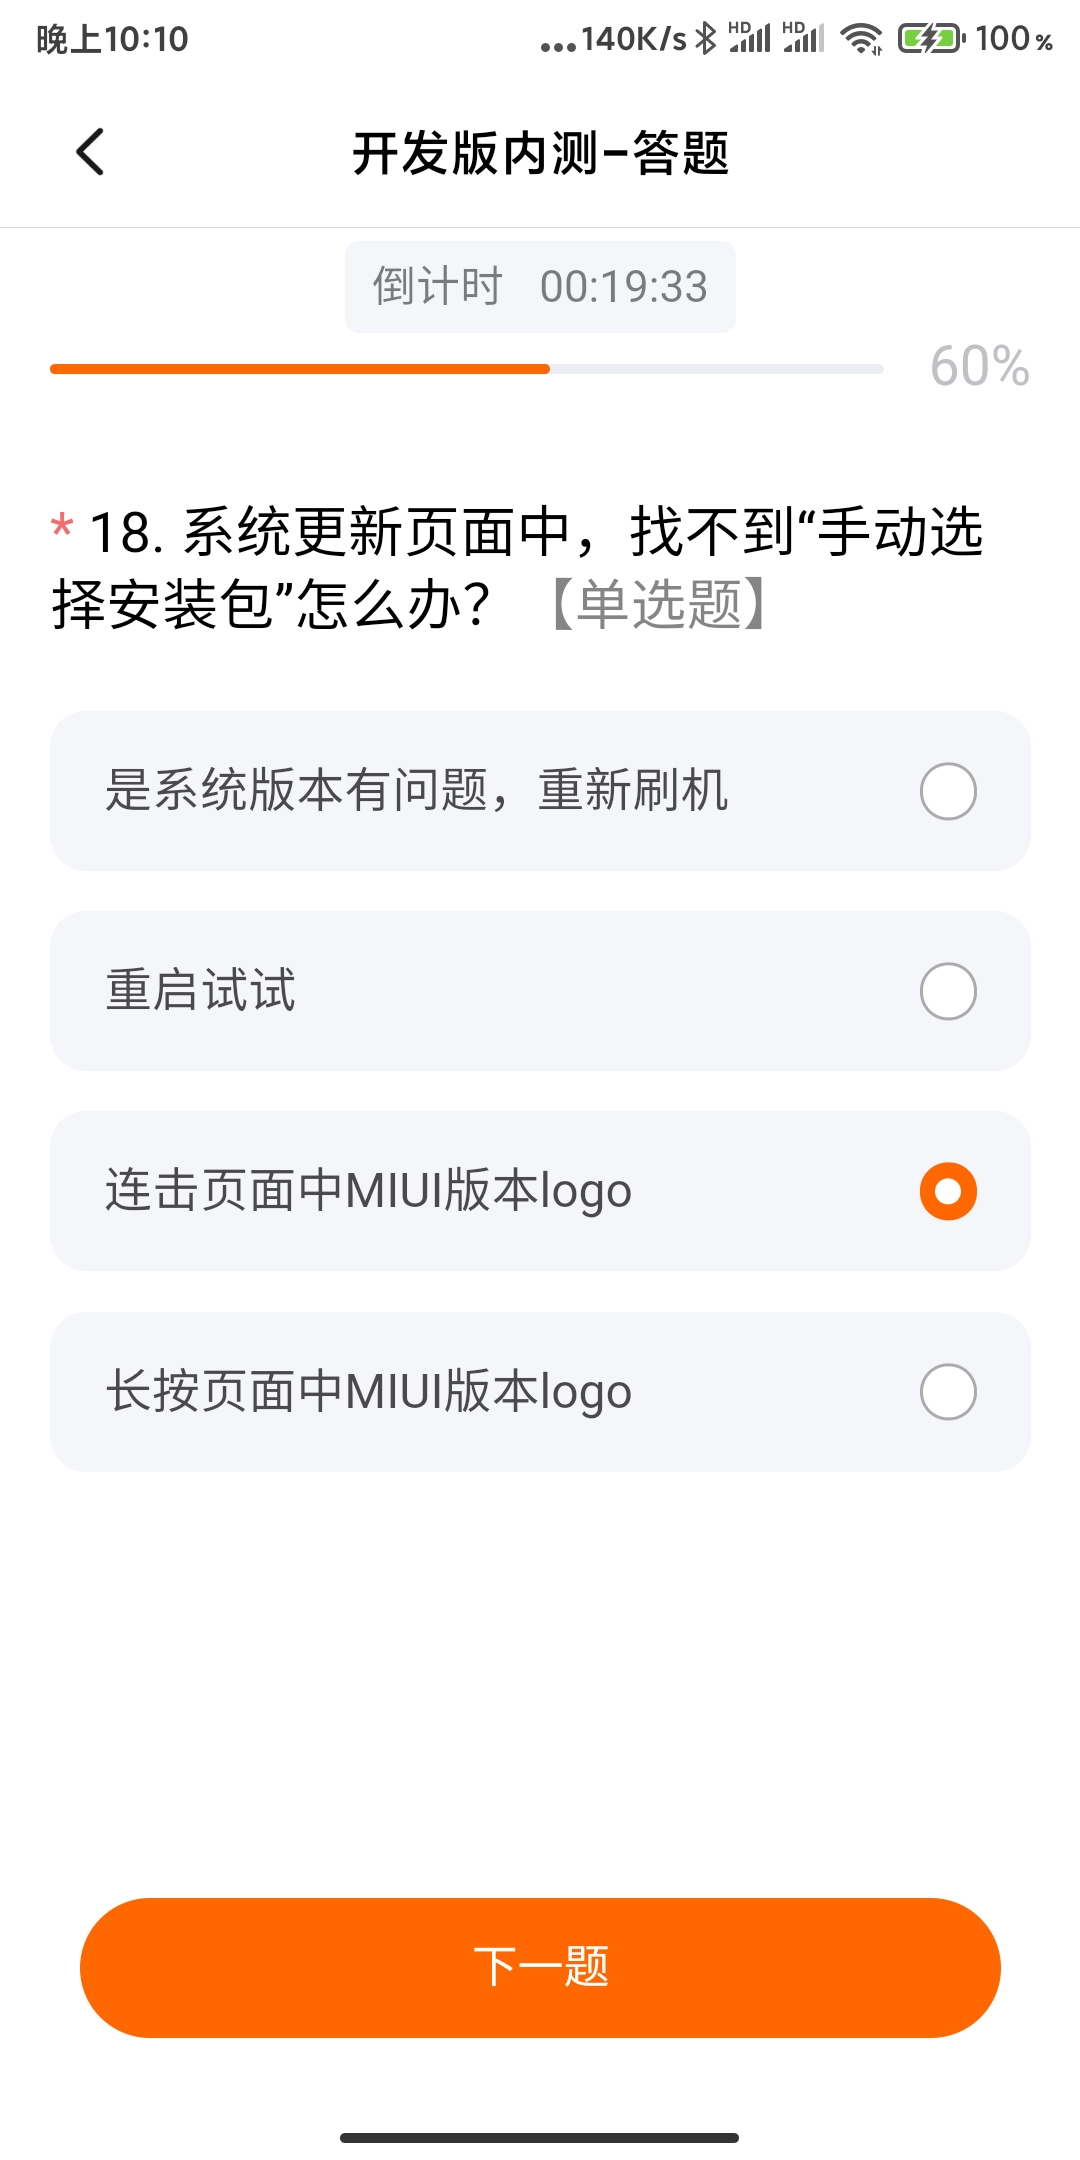 晚上10:10
...140K/s HD HD 100%
开发版内测-答题
倒计时 00:19:33
60%
* 18. 系统更新页面中，找不到“手动选
择安装包”怎么办？【单选题】
是系统版本有问题，重新刷机
重启试试
连击页面中MIUI版本logo
长按页面中MIUI版本logo
下一题